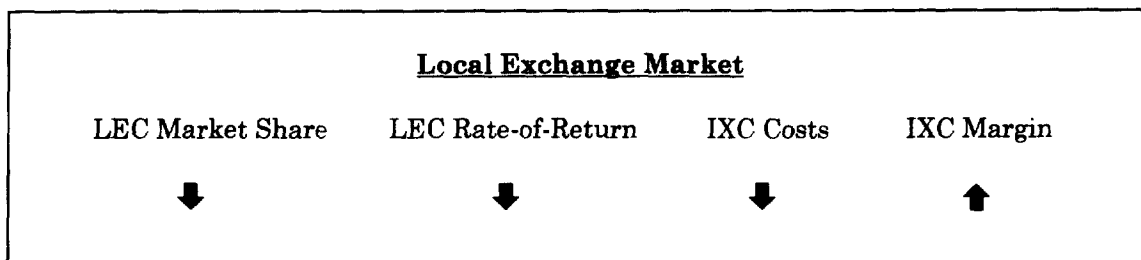 Local Exchange Market
LEC Market Share LEC Rate-of-Return IXC Costs IXC Margin